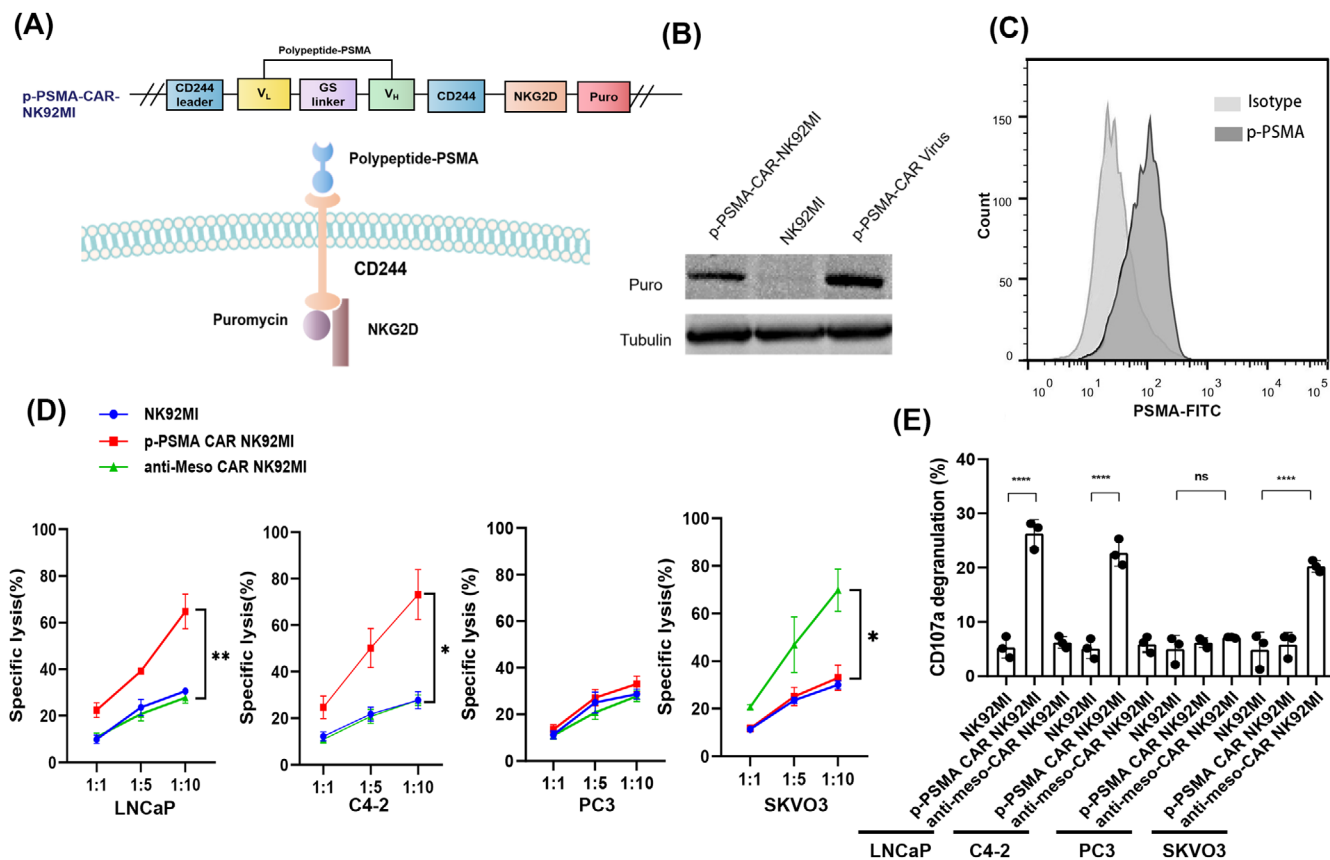 (A)
Polypeptide-PSMA
p-PSMA-CAR-
NK92MI
CD244
leader
VL
GS
linker
VH
CD244
NKG2D
Puro
Polypeptide-PSMA
CD244
Puromycin
NKG2D
(B)
p-PSMA-CAR-NK92MI
NK92MI
p-PSMA-CAR Virus
Puro
Tubulin
(C)
Isotype
p-PSMA
Count
150
100
50
0
10^0
10^1
10^2
10^3
10^4
10^5
PSMA-FITC
(D)
NK92MI
p-PSMA CAR NK92MI
anti-Meso CAR NK92MI
Specific lysis(%)
100
80
60
40
20
0
**
1:1 1:5 1:10
LNCaP
Specific lysis(%)
100
80
60
40
20
0
*
1:1 1:5 1:10
C4-2
Specific lysis (%)
100
80
60
40
20
0
1:1 1:5 1:10
PC3
Specific lysis(%)
100
80
60
40
20
0
*
1:1 1:5 1:10
SKVO3
(E)
CD107a degranulation (%)
40
30
20
10
0
****
****
ns
****
NK92MI
p-PSMA CAR NK92MI
anti-meso-CAR NK92MI
NK92MI
p-PSMA CAR NK92MI
anti-meso-CAR NK92MI
NK92MI
p-PSMA CAR NK92MI
anti-meso-CAR NK92MI
NK92MI
p-PSMA CAR NK92MI
anti-meso-CAR NK92MI
LNCaP
C4-2
PC3
SKVO3